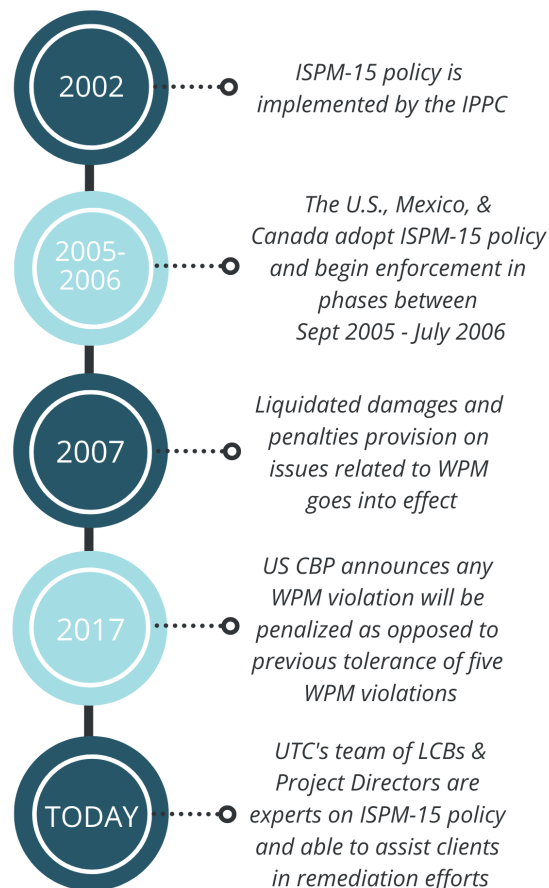 2002
ISPM-15 policy is
implemented by the IPPC
2005-
2006
The U.S., Mexico, &
Canada adopt ISPM-15 policy
and begin enforcement in
phases between
Sept 2005 - July 2006
2007
Liquidated damages and
penalties provision on
issues related to WPM
goes into effect
2017
US CBP announces any
WPM violation will be
penalized as opposed to
previous tolerance of five
WPM violations
TODAY
UTC's team of LCBs &
Project Directors are
experts on ISPM-15 policy
and able to assist clients
in remediation efforts